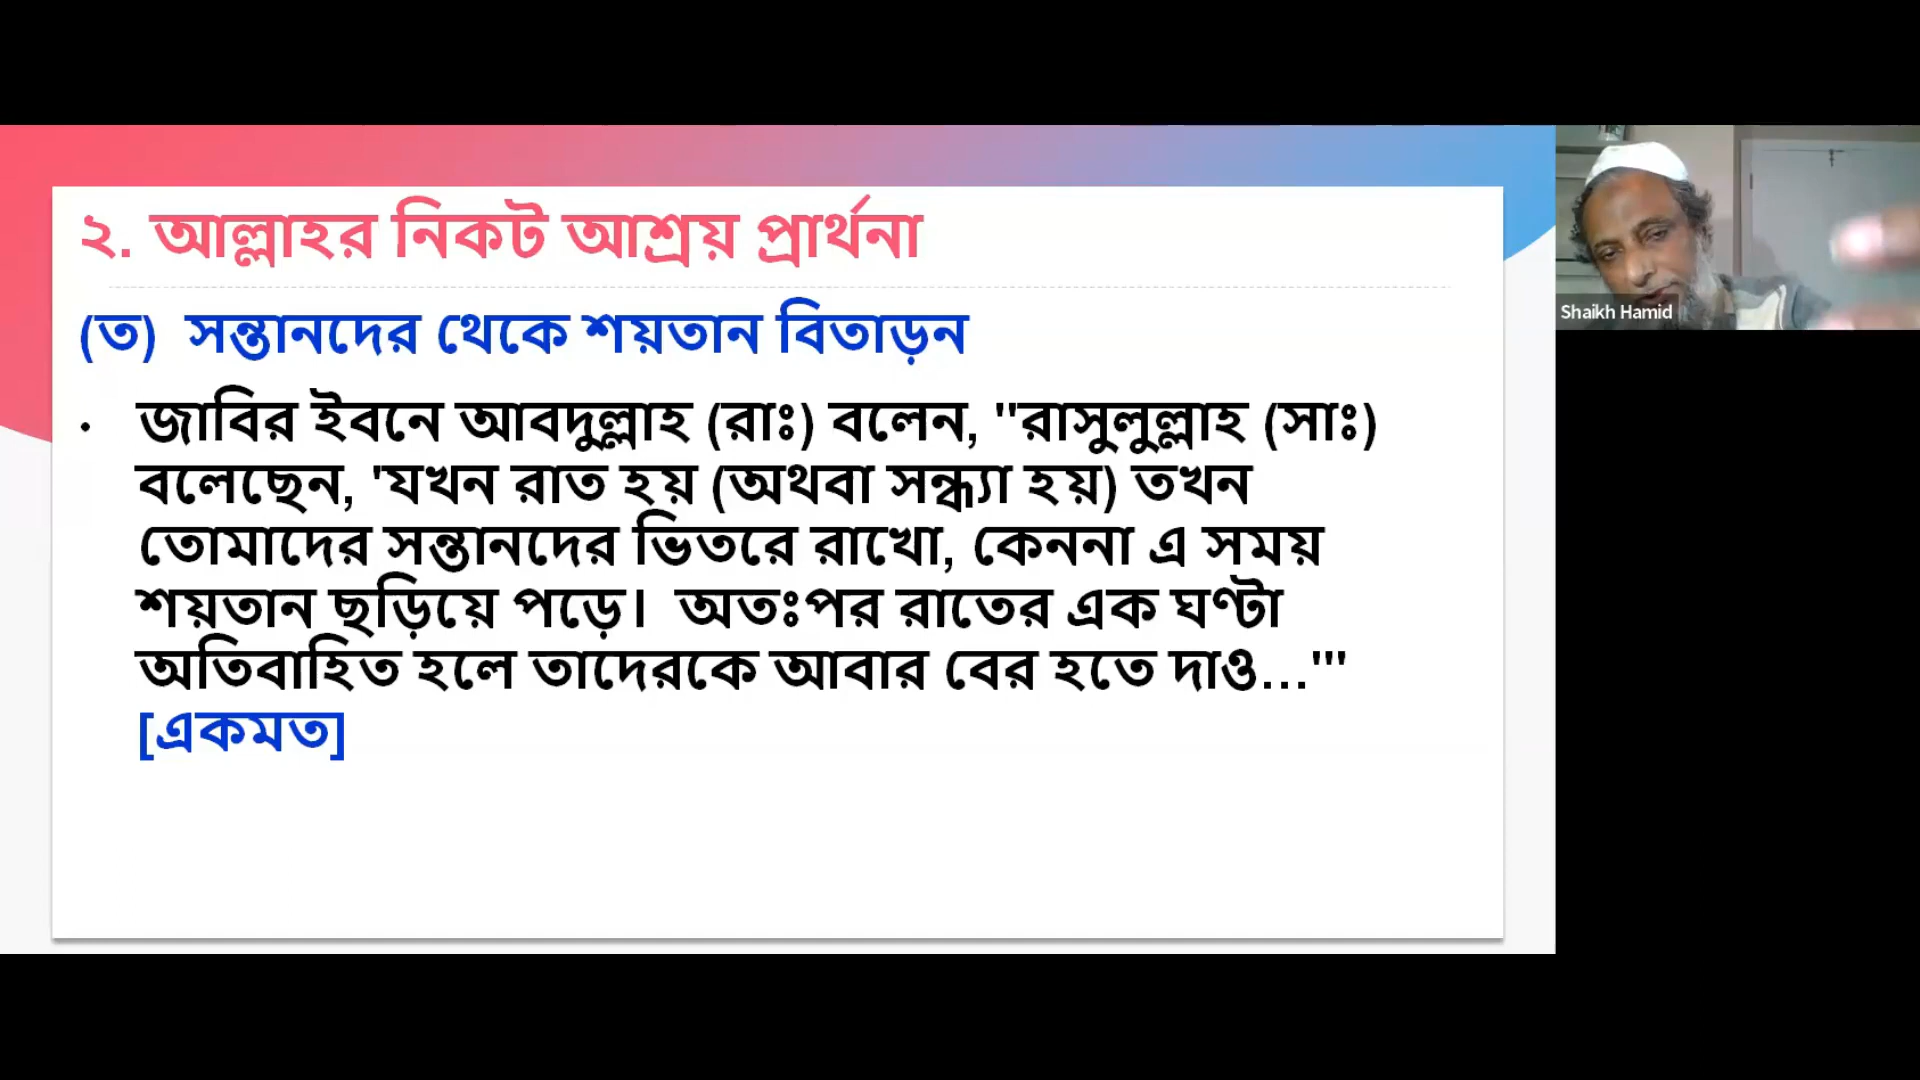 ২. আল্লাহর নিকট আশ্রয় প্রার্থনা
(ত) সন্তানদের থেকে শয়তান বিতাড়ন
• জাবির ইবনে আবদুল্লাহ (রাঃ) বলেন, "রাসুলুল্লাহ (সাঃ)
বলেছেন, 'যখন রাত হয় (অথবা সন্ধ্যা হয়) তখন
তোমাদের সন্তানদের ভিতরে রাখো, কেননা এ সময়
শয়তান ছড়িয়ে পড়ে। অতঃপর রাতের এক ঘণ্টা
অতিবাহিত হলে তাদেরকে আবার বের হতে দাও...'"
[একমত]
Shaikh Hamid